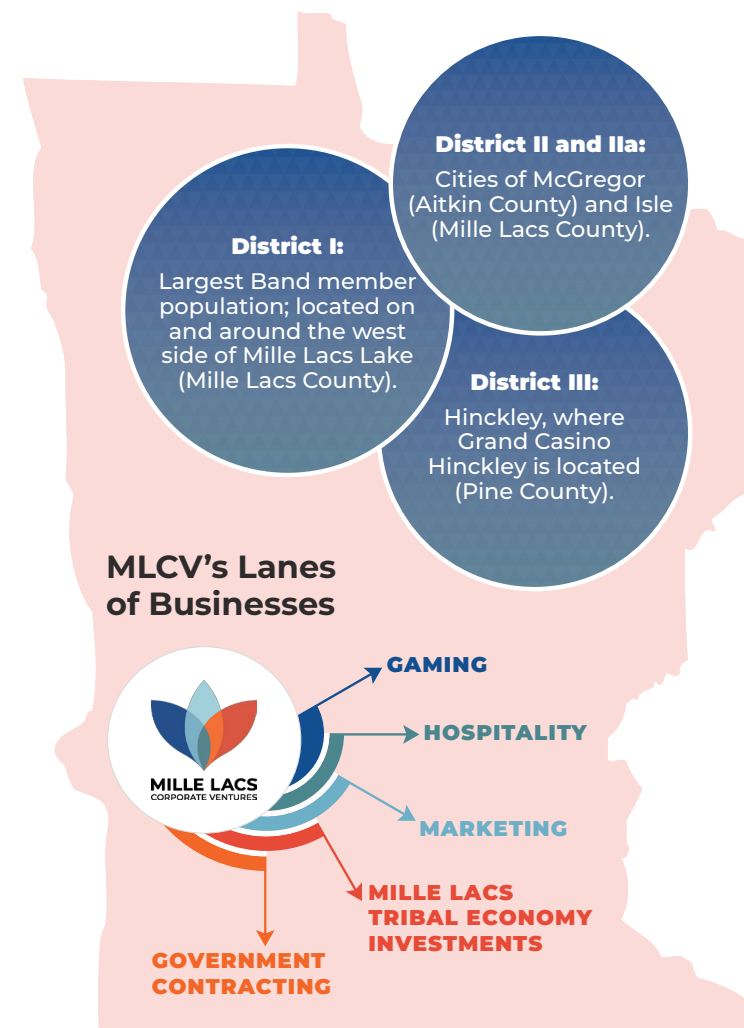 District II and IIa:
Cities of McGregor
(Aitkin County) and Isle
(Mille Lacs County).
District I:
Largest Band member
population; located on
and around the west
side of Mille Lacs Lake
(Mille Lacs County).
District III:
Hinckley, where
Grand Casino
Hinckley is located
(Pine County).
MLCV’s Lanes
of Businesses
MILLE LACS
CORPORATE VENTURES
GAMING
HOSPITALITY
MARKETING
MILLE LACS
TRIBAL ECONOMY
INVESTMENTS
GOVERNMENT
CONTRACTING